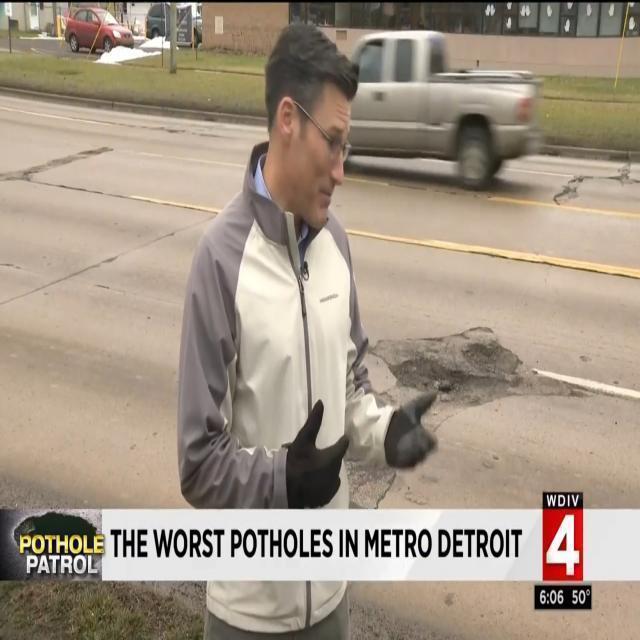 WDIV
4
POTHOLE
PATROL
THE WORST POTHOLES IN METRO DETROIT
6:06 50°